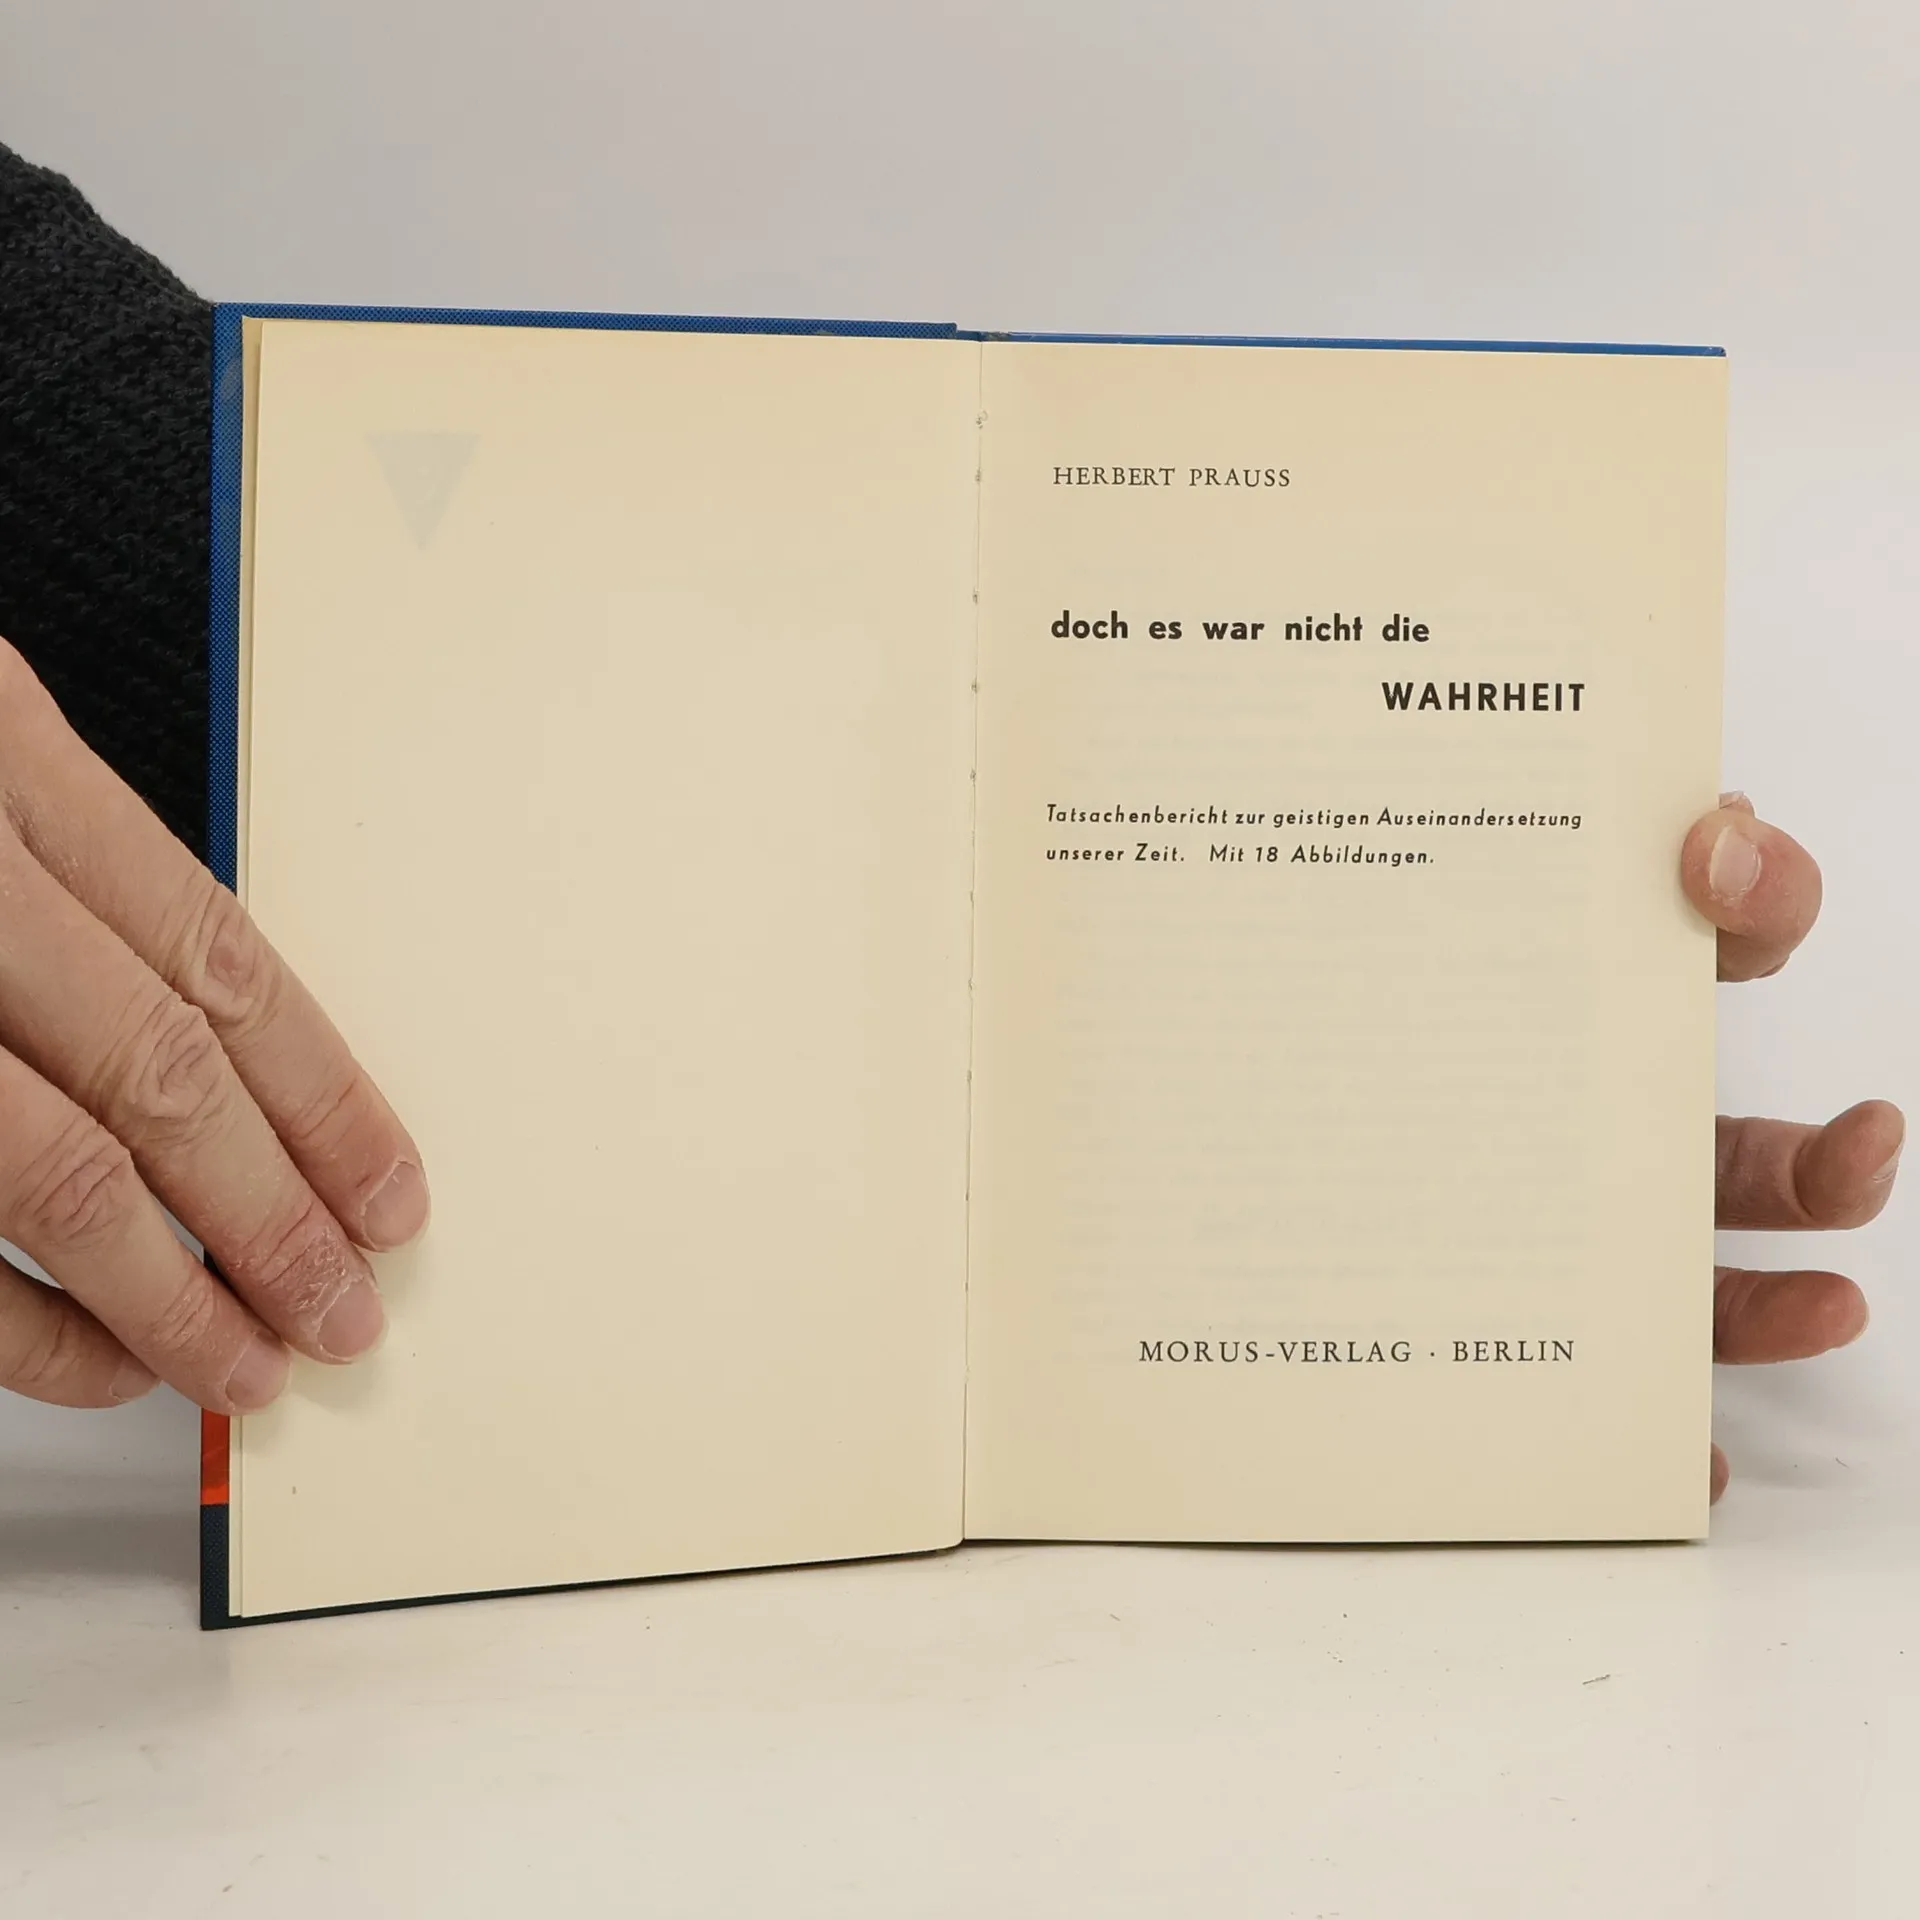 HERBERT PRAUSS
doch es war nicht die
WAHRHEIT
Tatsachenbericht zur geistigen Auseinandersetzung
unserer Zeit. Mit 18 Abbildungen.
MORUS-VERLAG · BERLIN